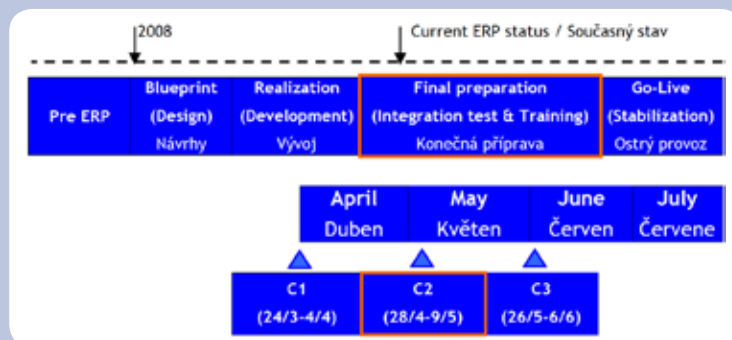 2008
Current ERP status / Současný stav
Pre ERP
Blueprint
(Design)
Návrhy
Realization
(Development)
Vývoj
Final preparation
(Integration test & Training)
Konečná příprava
Go-Live
(Stabilization)
Ostrý provoz
April
Duben
May
Květen
June
Červen
July
Červene
C1
(24/3-4/4)
C2
(28/4-9/5)
C3
(26/5-6/6)